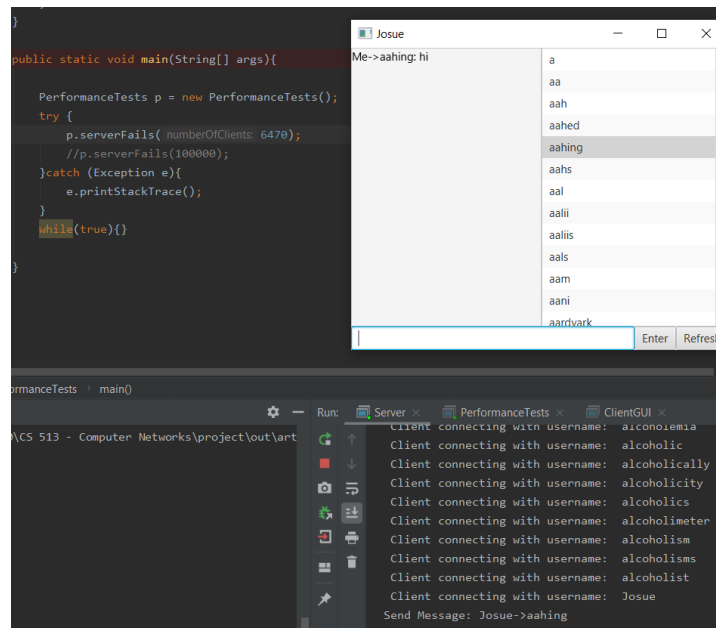 }
public static void main(String[] args){
PerformanceTests p = new PerformanceTests();
try {
p.serverFails( numberOfClients: 6470);
//p.serverFails(100000);
}catch (Exception e){
e.printStackTrace();
}
while(true){}
}
Josue
Me->aahing: hi
a
aa
aah
aahed
aahing
aahs
aal
aalii
aaliis
aals
aam
aani
aardvark
Enter
Refresh
ormanceTests > main()
Run: Server PerformanceTests ClientGUI
\CS 513 - Computer Networks\project\out\art
Client connecting with username: alcoholemia
Client connecting with username: alcoholic
Client connecting with username: alcoholically
Client connecting with username: alcoholicity
Client connecting with username: alcoholics
Client connecting with username: alcoholimeter
Client connecting with username: alcoholism
Client connecting with username: alcoholisms
Client connecting with username: alcoholist
Client connecting with username: Josue
Send Message: Josue->aahing